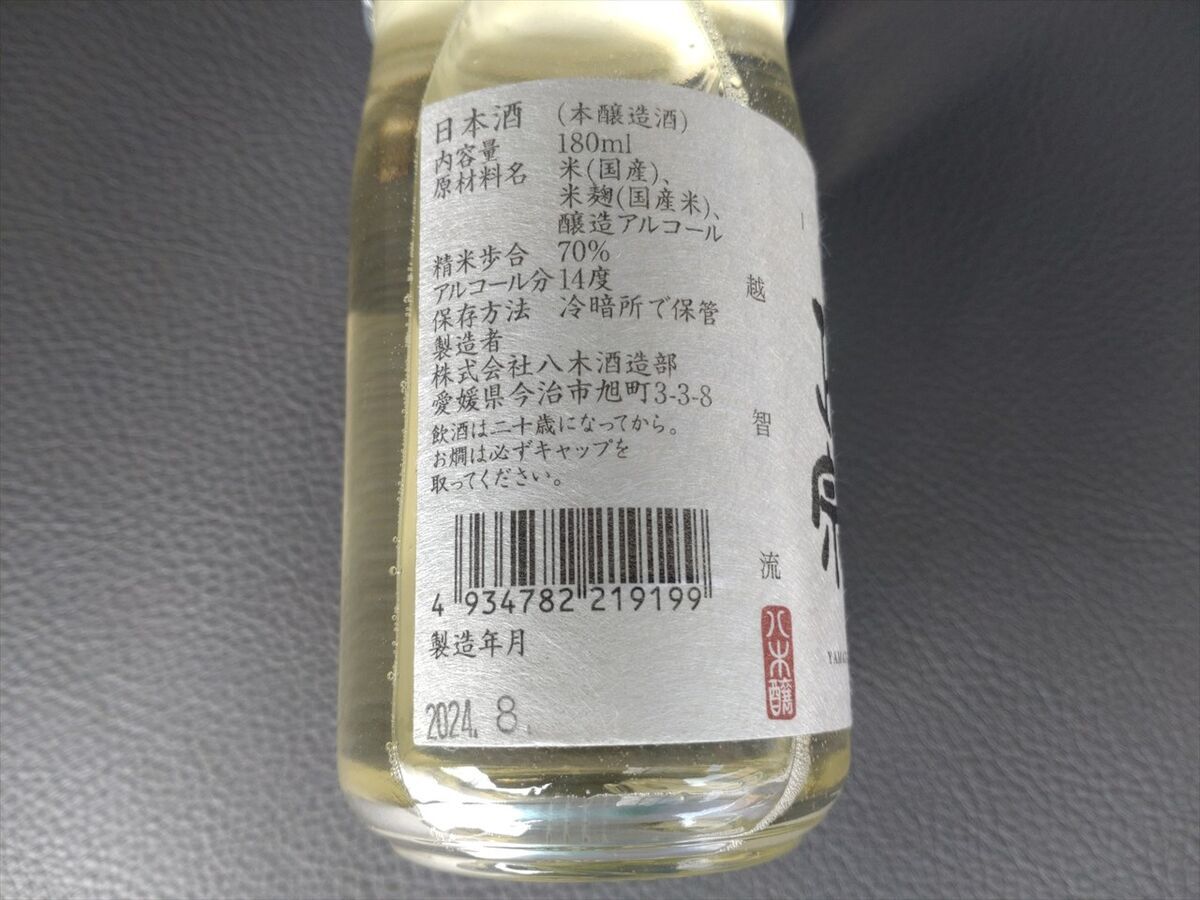 日本酒 (本醸造酒)
内容量 180ml
原材料名 米(国産)、
米麹(国産米)、
醸造アルコール
精米歩合 70%
アルコール分 14度
保存方法 冷暗所で保管
製造者
株式会社八木酒造部
愛媛県今治市旭町3-3-8
飲酒は二十歳になってから。
お燗は必ずキャップを
取ってください。
4 934782 219199
製造年月
2024. 8.
越智流
八木醸